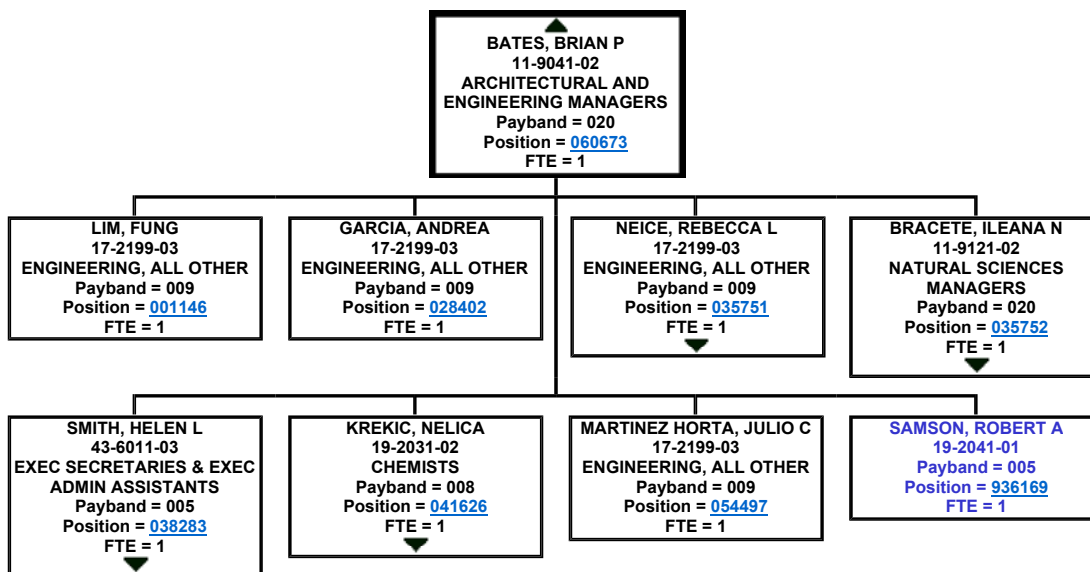 BATES, BRIAN P
11-9041-02
ARCHITECTURAL AND
ENGINEERING MANAGERS
Payband = 020
Position = 060673
FTE = 1
LIM, FUNG
17-2199-03
ENGINEERING, ALL OTHER
Payband = 009
Position = 001146
FTE = 1
GARCIA, ANDREA
17-2199-03
ENGINEERING, ALL OTHER
Payband = 009
Position = 028402
FTE = 1
NEICE, REBECCA L
17-2199-03
ENGINEERING, ALL OTHER
Payband = 009
Position = 035751
FTE = 1
BRACETE, ILEANA N
11-9121-02
NATURAL SCIENCES
MANAGERS
Payband = 020
Position = 035752
FTE = 1
SMITH, HELEN L
43-6011-03
EXEC SECRETARIES & EXEC
ADMIN ASSISTANTS
Payband = 005
Position = 038283
FTE = 1
KREKIC, NELICA
19-2031-02
CHEMISTS
Payband = 008
Position = 041626
FTE = 1
MARTINEZ HORTA, JULIO C
17-2199-03
ENGINEERING, ALL OTHER
Payband = 009
Position = 054497
FTE = 1
SAMSON, ROBERT A
19-2041-01
Payband = 005
Position = 936169
FTE = 1